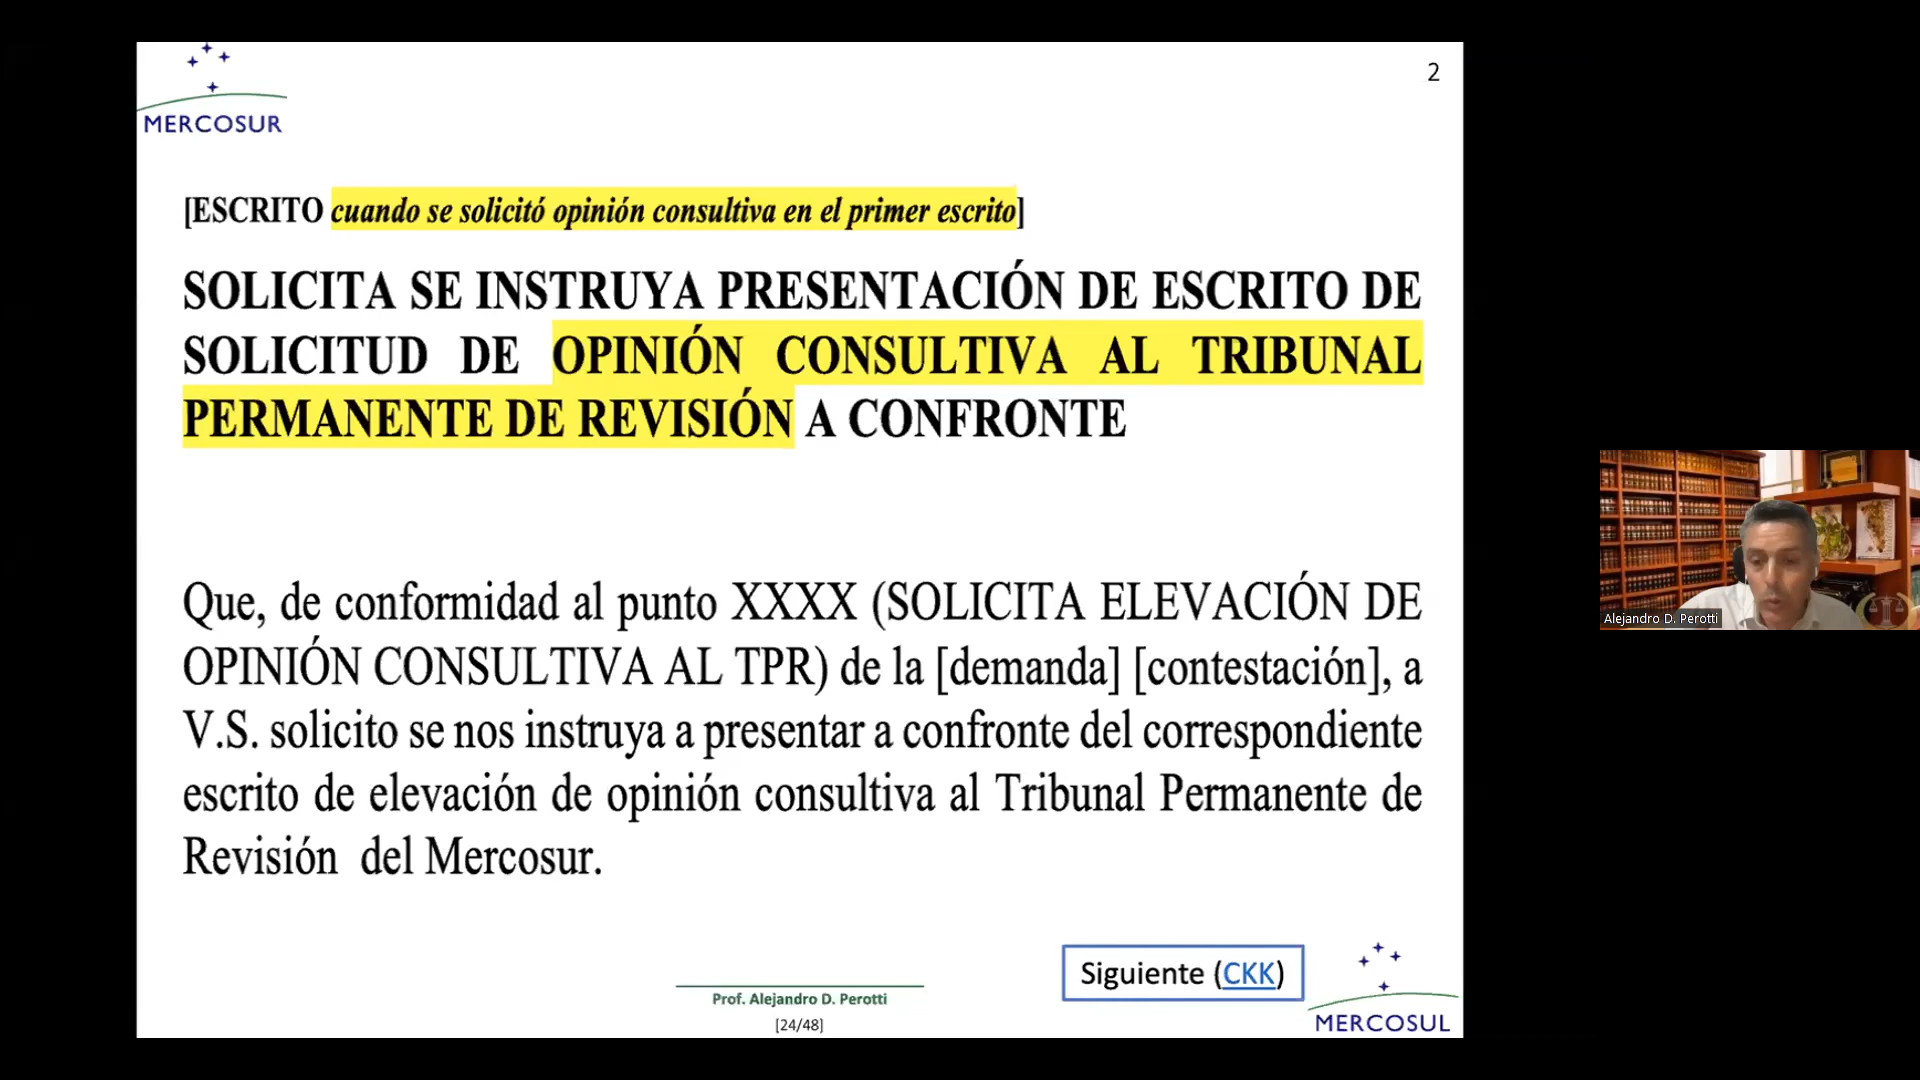 MERCOSUR
2
[ESCRITO cuando se solicitó opinión consultiva en el primer escrito]
SOLICITA SE INSTRUYA PRESENTACIÓN DE ESCRITO DE
SOLICITUD DE OPINIÓN CONSULTIVA AL TRIBUNAL
PERMANENTE DE REVISIÓN A CONFRONTE
Que, de conformidad al punto XXXX (SOLICITA ELEVACIÓN DE
OPINIÓN CONSULTIVA AL TPR) de la [demanda] [contestación], a
V.S. solicito se nos instruya a presentar a confronte del correspondiente
escrito de elevación de opinión consultiva al Tribunal Permanente de
Revisión del Mercosur.
Siguiente (CKK)
Prof. Alejandro D. Perotti
[24/48]
MERCOSUL
Alejandro D. Perotti